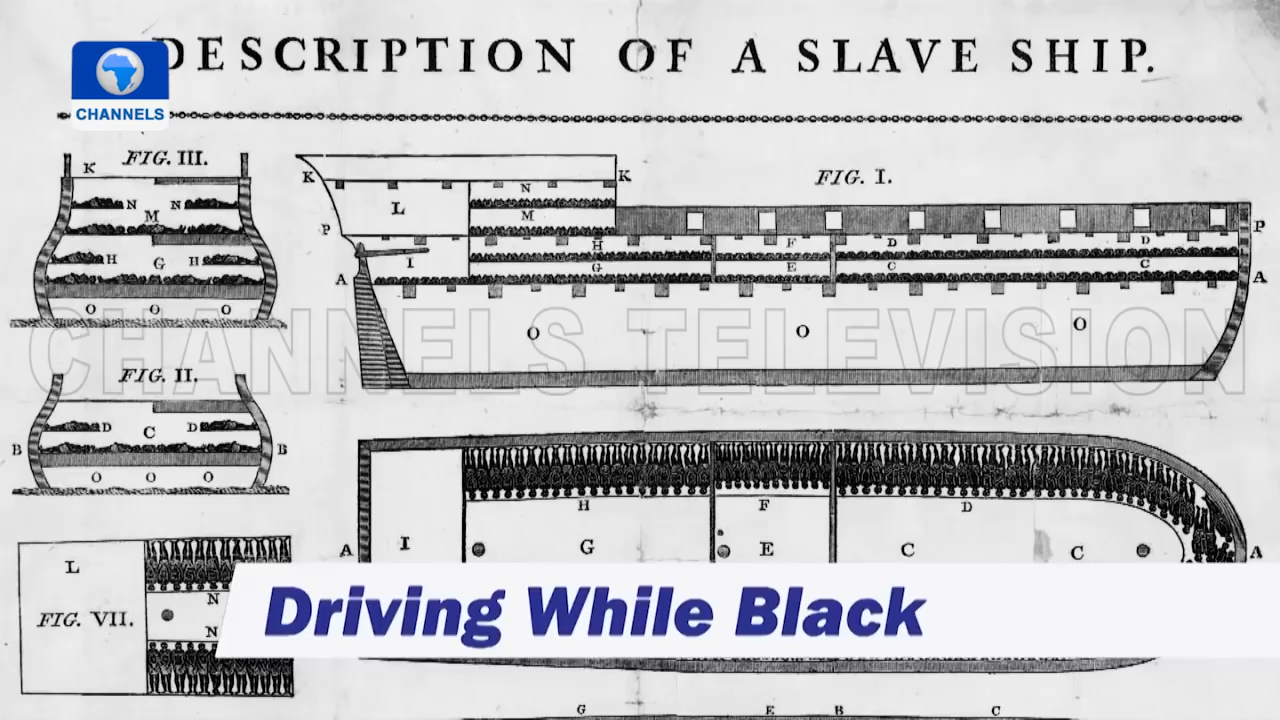 DESCRIPTION OF A SLAVE SHIP.
CHANNELS
FIG. III.
K
N N
M
H G H
O O O
FIG. I.
K K
N
L M
P P
H F D D
I G E C C
A A
O O O
CHANNELS TELEVISION
FIG. II.
D C D
B B
O O O
H F D
A I G E C C A
L
N
FIG. VII.
N
Driving While Black
G E B C